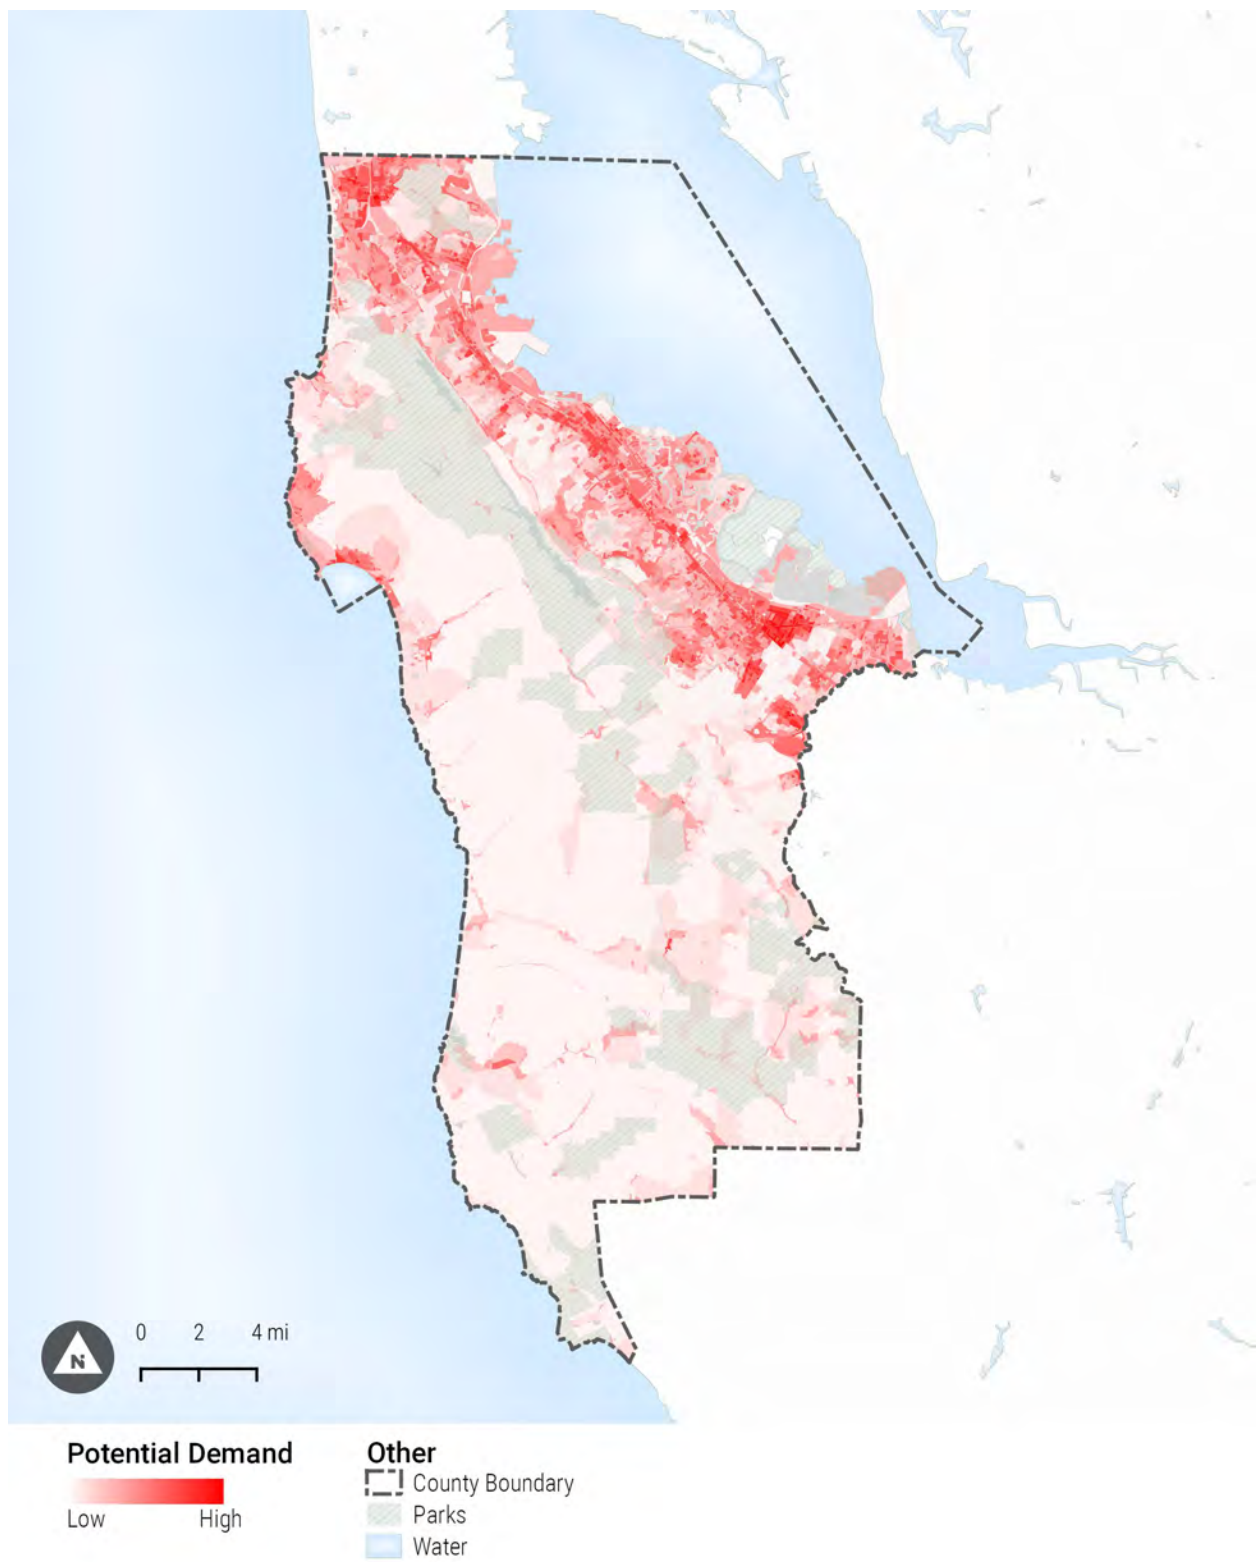 N
0 2 4 mi
Potential Demand
Low High
Other
County Boundary
Parks
Water